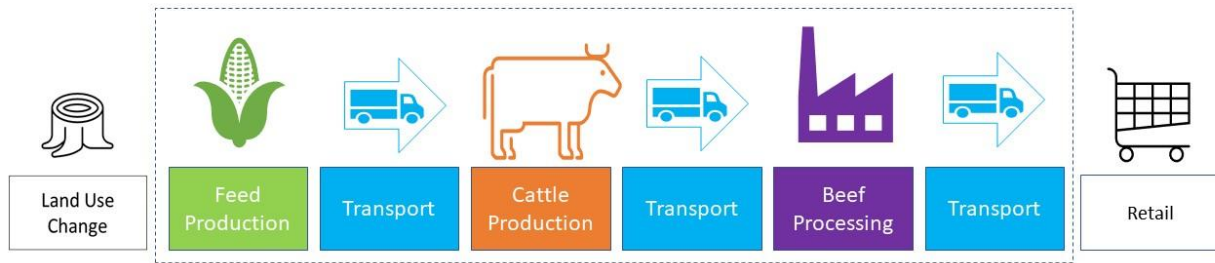 Land Use
Change
Feed
Production
Transport
Cattle
Production
Transport
Beef
Processing
Transport
Retail